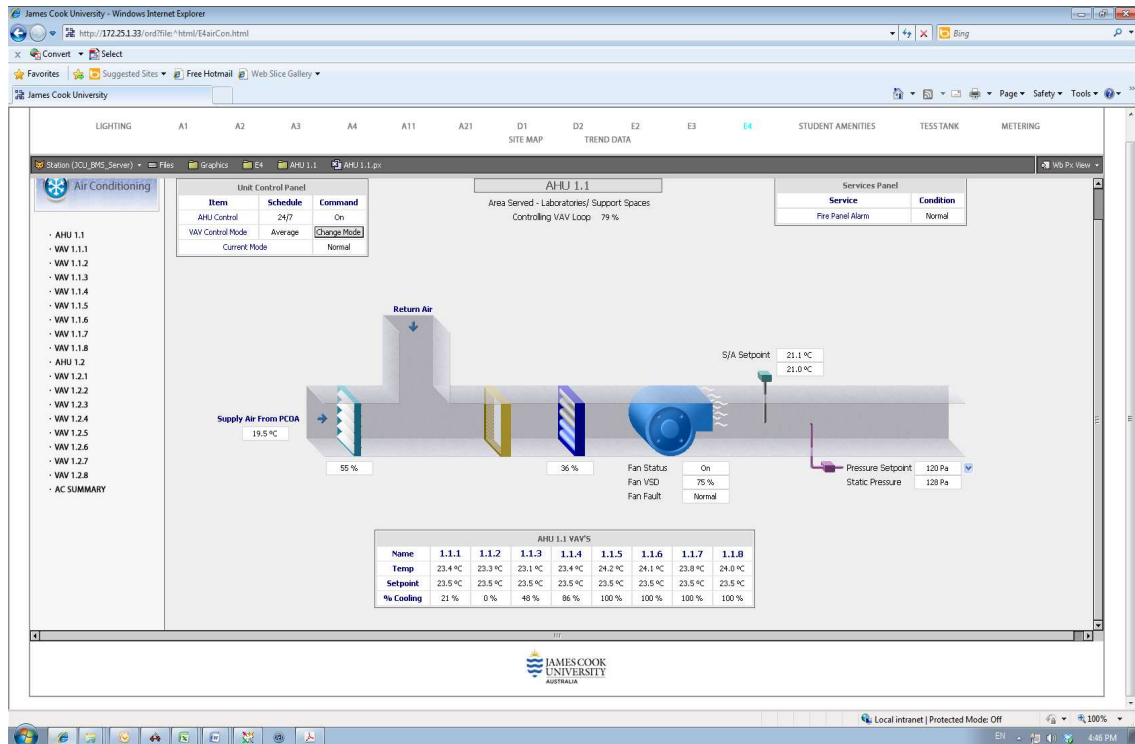 James Cook University - Windows Internet Explorer
http://172.25.1.33/ord?file:^html/E4airCon.html
Bing
x Convert Select
Favorites Suggested Sites Free Hotmail Web Slice Gallery
James Cook University
Page Safety Tools
LIGHTING A1 A2 A3 A4 A11 A21 D1 D2 E2 E3 E4 STUDENT AMENITIES TESS TANK METERING
SITE MAP TREND DATA
Station (JCU_BMS_Server) Files Graphics E4 AHU 1.1 AHU 1.1.px Wb Px View
Air Conditioning
· AHU 1.1
· VAV 1.1.1
· VAV 1.1.2
· VAV 1.1.3
· VAV 1.1.4
· VAV 1.1.5
· VAV 1.1.6
· VAV 1.1.7
· VAV 1.1.8
· AHU 1.2
· VAV 1.2.1
· VAV 1.2.2
· VAV 1.2.3
· VAV 1.2.4
· VAV 1.2.5
· VAV 1.2.6
· VAV 1.2.7
· VAV 1.2.8
· AC SUMMARY
Unit Control Panel
Item Schedule Command
AHU Control 24/7 On
VAV Control Mode Average Change Mode
Current Mode Normal
AHU 1.1
Area Served - Laboratories/ Support Spaces
Controlling VAV Loop 79 %
Services Panel
Service Condition
Fire Panel Alarm Normal
Return Air
S/A Setpoint 21.1 ºC
21.0 ºC
Supply Air From PCOA
19.5 ºC
55 %
36 %
Fan Status On
Fan VSD 75 %
Fan Fault Normal
Pressure Setpoint 120 Pa
Static Pressure 128 Pa
AHU 1.1 VAV'S
Name 1.1.1 1.1.2 1.1.3 1.1.4 1.1.5 1.1.6 1.1.7 1.1.8
Temp 23.4 ºC 23.3 ºC 23.1 ºC 23.4 ºC 24.2 ºC 24.1 ºC 23.8 ºC 24.0 ºC
Setpoint 23.5 ºC 23.5 ºC 23.5 ºC 23.5 ºC 23.5 ºC 23.5 ºC 23.5 ºC 23.5 ºC
% Cooling 21 % 0 % 48 % 86 % 100 % 100 % 100 % 100 %
JAMES COOK
UNIVERSITY
AUSTRALIA
Local intranet | Protected Mode: Off 100%
EN 4:46 PM